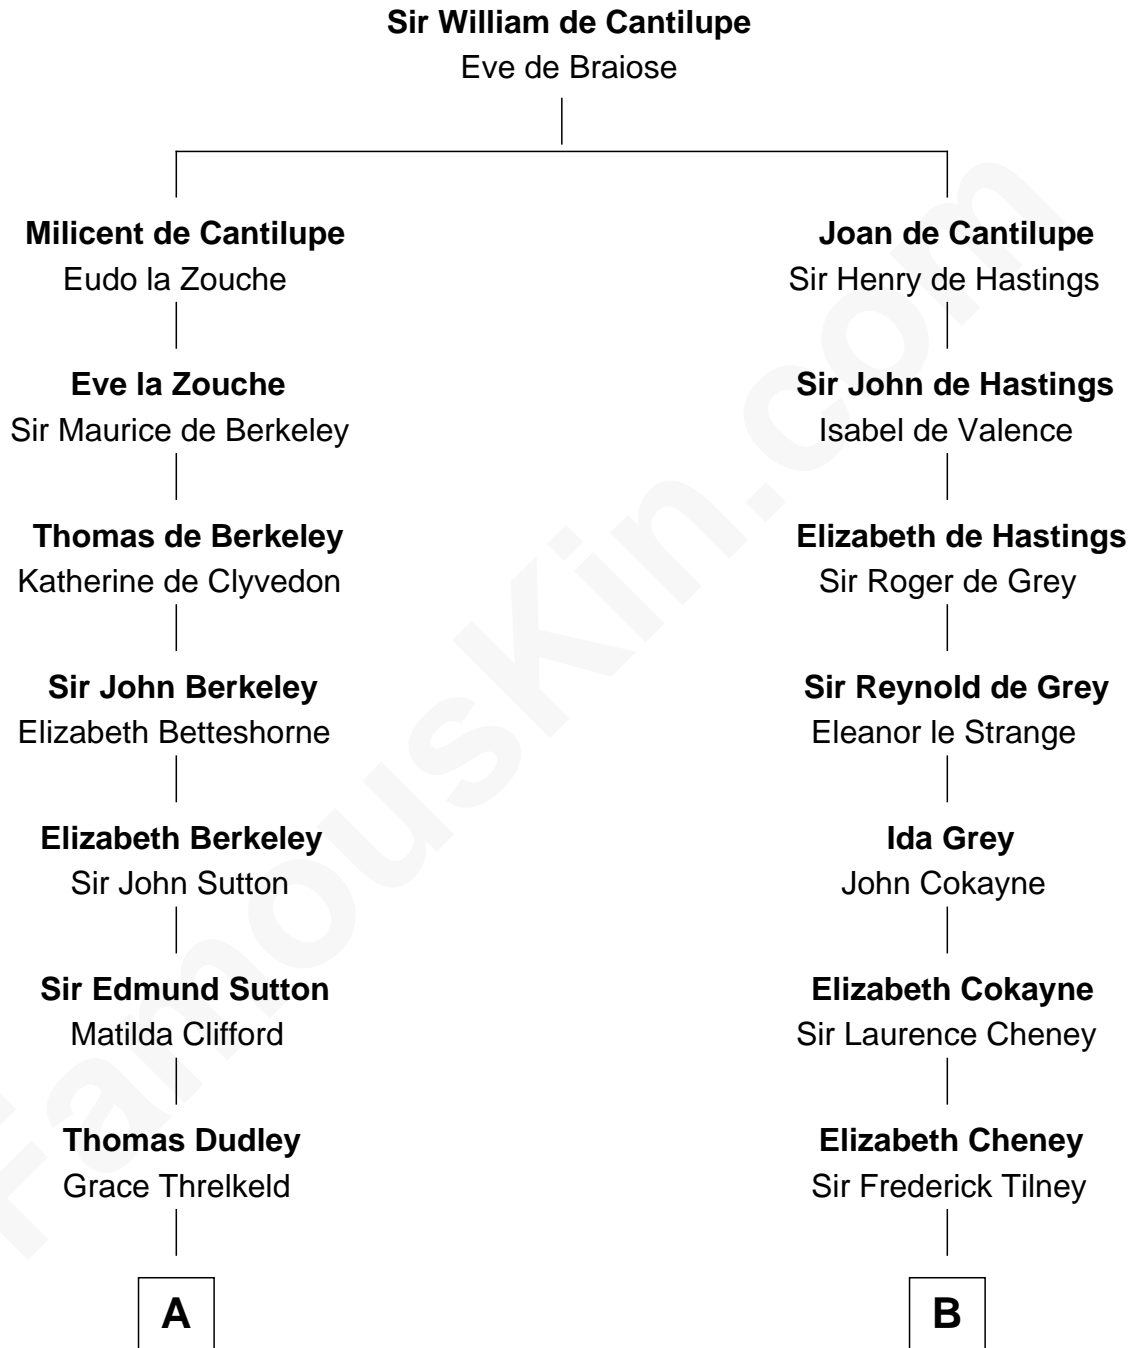 Sir William de Cantilupe
Eve de Braiose
Milicent de Cantilupe
Eudo la Zouche
Joan de Cantilupe
Sir Henry de Hastings
Eve la Zouche
Sir Maurice de Berkeley
Sir John de Hastings
Isabel de Valence
Thomas de Berkeley
Katherine de Clyvedon
Elizabeth de Hastings
Sir Roger de Grey
Sir John Berkeley
Elizabeth Betteshorne
Sir Reynold de Grey
Eleanor le Strange
Elizabeth Berkeley
Sir John Sutton
Ida Grey
John Cokayne
Sir Edmund Sutton
Matilda Clifford
Elizabeth Cokayne
Sir Laurence Cheney
Thomas Dudley
Grace Threlkeld
Elizabeth Cheney
Sir Frederick Tilney
A
B
FamousKin.com